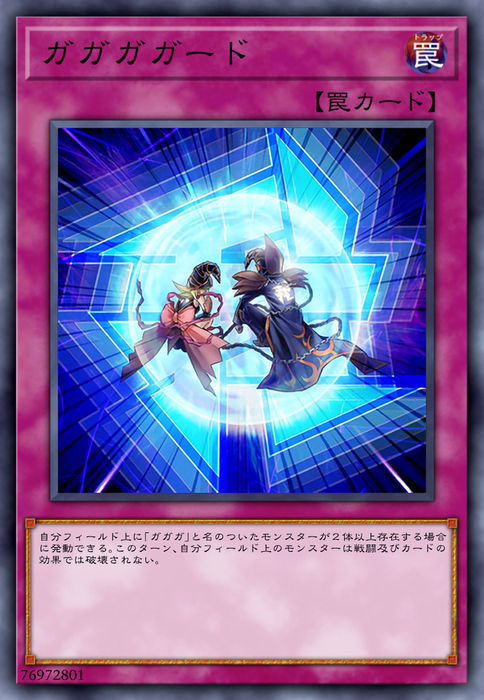 ガガガガード
トラップ
罠
【罠カード】
自分フィールド上に「ガガガ」と名のついたモンスターが２体以上存在する場合
に発動できる。このターン、自分フィールド上のモンスターは戦闘及びカードの
効果では破壊されない。
76972801